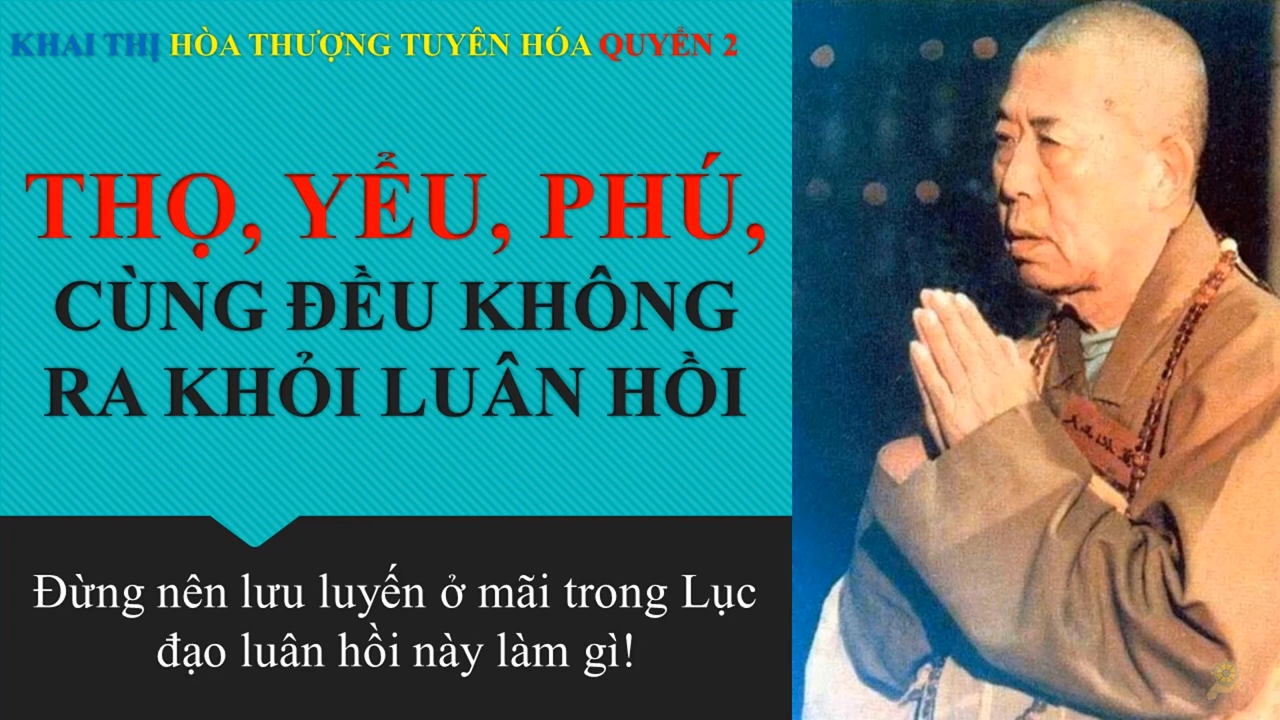 KHAI THỊ HÒA THƯỢNG TUYÊN HÓA QUYỂN 2
THỌ, YỂU, PHÚ,
CÙNG ĐỀU KHÔNG
RA KHỎI LUÂN HỒI
Đừng nên lưu luyến ở mãi trong Lục
đạo luân hồi này làm gì!